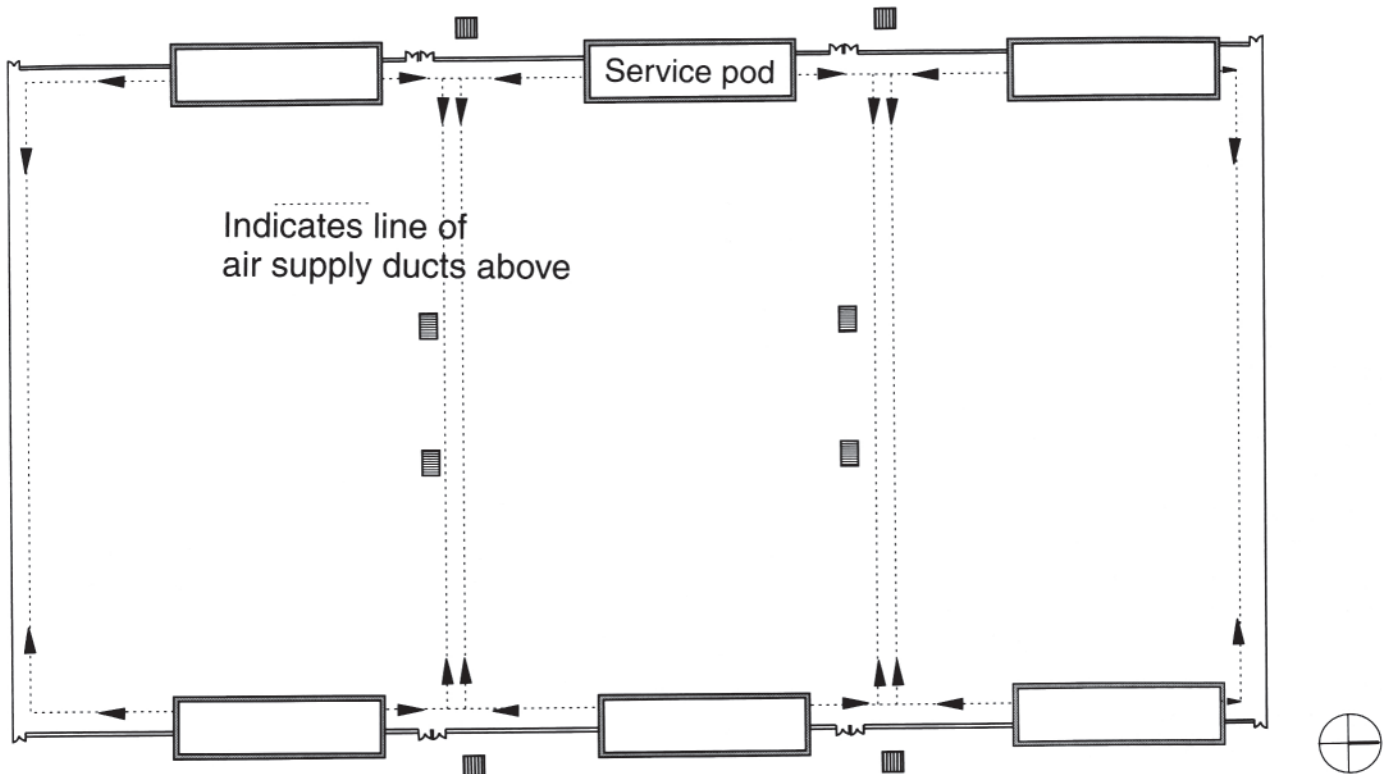 Service pod
Indicates line of
air supply ducts above